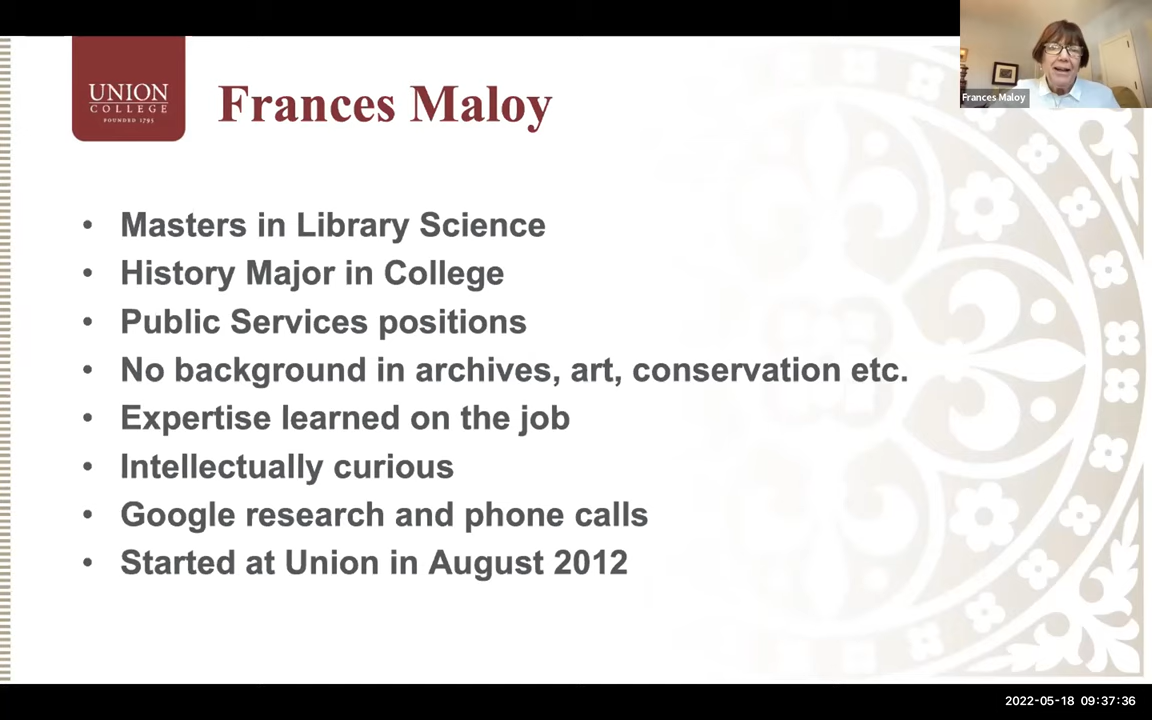 UNION
COLLEGE
FOUNDED 1795
Frances Maloy
Frances Maloy
• Masters in Library Science
• History Major in College
• Public Services positions
• No background in archives, art, conservation etc.
• Expertise learned on the job
• Intellectually curious
• Google research and phone calls
• Started at Union in August 2012
2022-05-18 09:37:36